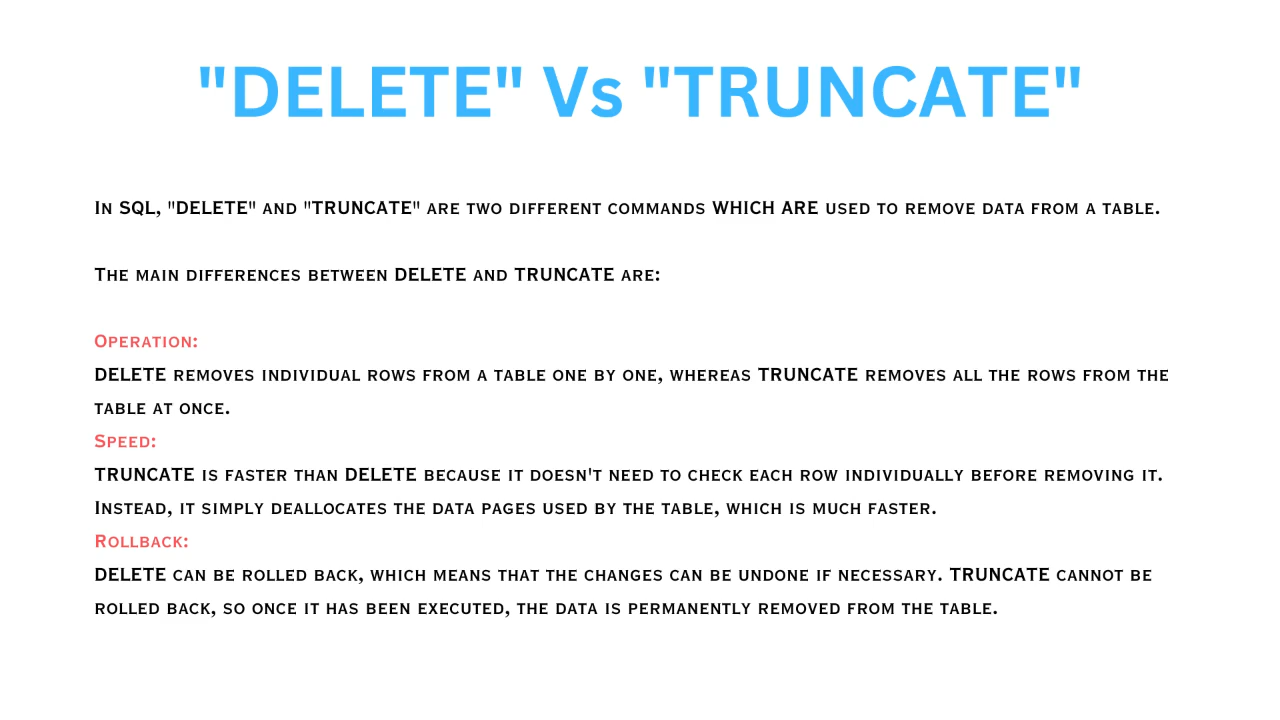 "DELETE" Vs "TRUNCATE"
In SQL, "DELETE" and "TRUNCATE" are two different commands WHICH ARE used to remove data from a table.
The main differences between DELETE and TRUNCATE are:
Operation:
DELETE removes individual rows from a table one by one, whereas TRUNCATE removes all the rows from the
table at once.
Speed:
TRUNCATE is faster than DELETE because it doesn't need to check each row individually before removing it.
Instead, it simply deallocates the data pages used by the table, which is much faster.
Rollback:
DELETE can be rolled back, which means that the changes can be undone if necessary. TRUNCATE cannot be
rolled back, so once it has been executed, the data is permanently removed from the table.